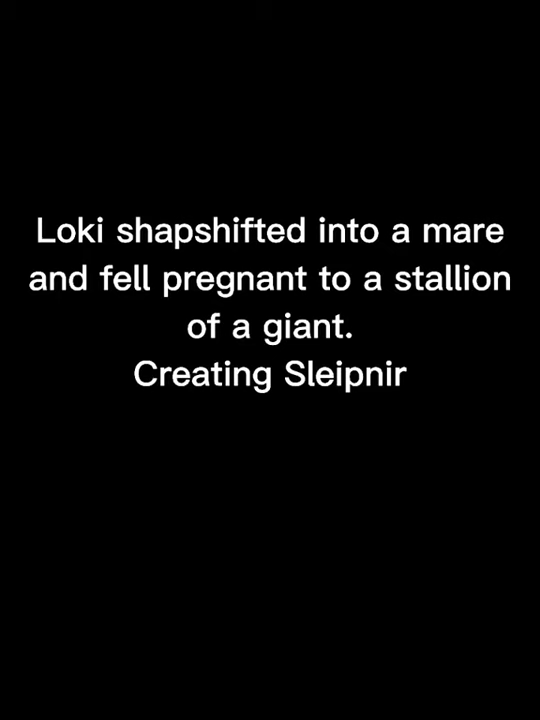 Loki shapshifted into a mare
and fell pregnant to a stallion
of a giant.
Creating Sleipnir